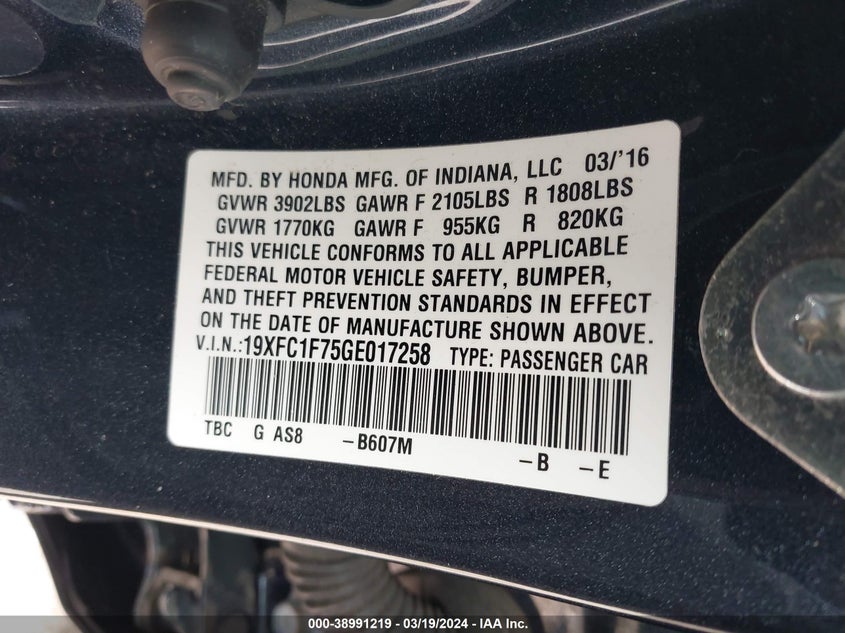 MFD. BY HONDA MFG. OF INDIANA, LLC 03/'16
GVWR 3902LBS GAWR F 2105LBS R 1808LBS
GVWR 1770KG GAWR F 955KG R 820KG
THIS VEHICLE CONFORMS TO ALL APPLICABLE
FEDERAL MOTOR VEHICLE SAFETY, BUMPER,
AND THEFT PREVENTION STANDARDS IN EFFECT
ON THE DATE OF MANUFACTURE SHOWN ABOVE.
V.I.N.:19XFC1F75GE017258 TYPE: PASSENGER CAR
TBC G AS8 –B607M –B –E
000-38991219 - 03/19/2024 - IAA Inc.